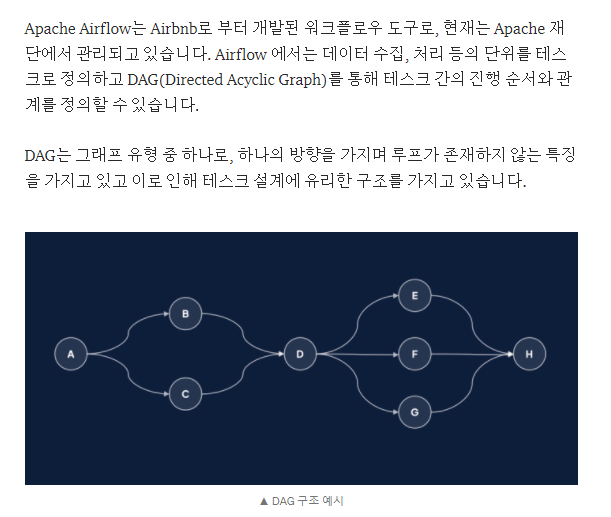 Apache Airflow는 Airbnb로 부터 개발된 워크플로우 도구로, 현재는 Apache 재
단에서 관리되고 있습니다. Airflow 에서는 데이터 수집, 처리 등의 단위를 테스
크로 정의하고 DAG(Directed Acyclic Graph)를 통해 테스크 간의 진행 순서와 관
계를 정의할 수 있습니다.
DAG는 그래프 유형 중 하나로, 하나의 방향을 가지며 루프가 존재하지 않는 특징
을 가지고 있고 이로 인해 테스크 설계에 유리한 구조를 가지고 있습니다.
A
B
C
D
E
F
G
H
▲ DAG 구조 예시